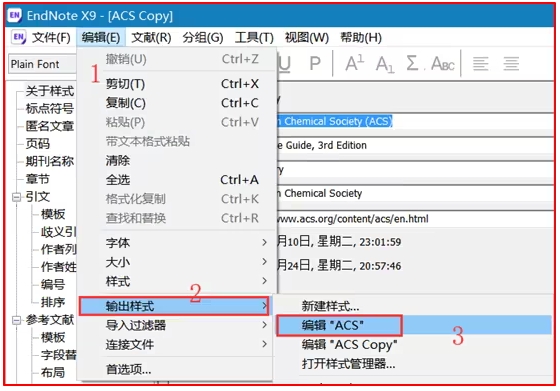 EndNote X9 - [ACS Copy]
文件(F) 编辑(E) 文献(R) 分组(G) 工具(T) 视图(W) 帮助(H)
Plain Font
U P A¹ A₁ Σ ABC
1
撤销(U) Ctrl+Z
剪切(T) Ctrl+X
复制(C) Ctrl+C
粘贴(P) Ctrl+V
带文本格式粘贴
清除
全选 Ctrl+A
格式化复制 Ctrl+K
查找和替换 Ctrl+R
字体
大小
样式
2
输出样式
导入过滤器
连接文件
首选项...
关于样式
标点符号
匿名文章
页码
期刊名称
章节
引文
模板
歧义引
作者列
作者姓
编号
排序
参考文献
模板
字段替
布局
Chemical Society (ACS)
e Guide, 3rd Edition
ry
n Chemical Society
www.acs.org/content/acs/en.html
月10日, 星期二, 23:01:59
月24日, 星期二, 20:57:46
新建样式...
编辑 "ACS"
3
编辑 "ACS Copy"
打开样式管理器...